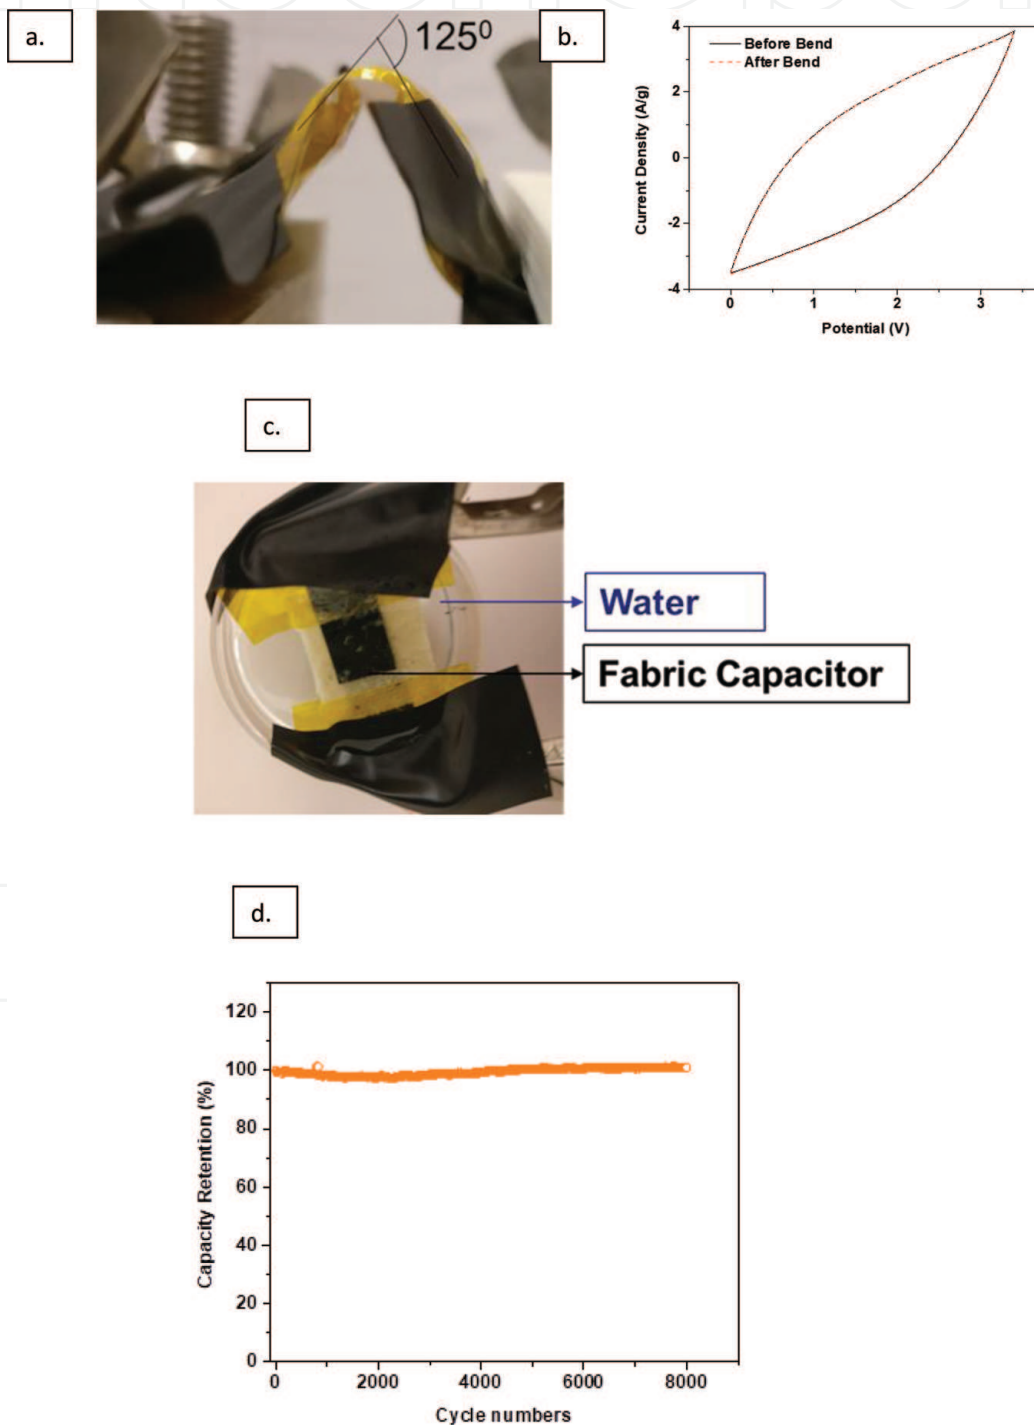 a.
125⁰
b.
4
2
0
-2
-4
Current Density (A/g)
Before Bend
After Bend
0 1 2 3
Potential (V)
c.
Water
Fabric Capacitor
d.
120
100
80
60
40
20
0
Capacity Retention (%)
0 2000 4000 6000 8000
Cycle numbers